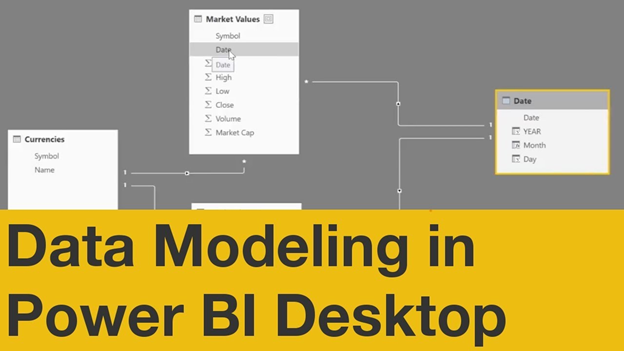 Market Values
Symbol
Date
Date
High
Low
Close
Volume
Market Cap
Date
Date
YEAR
Month
Day
Currencies
Symbol
Name
Data Modeling in
Power BI Desktop